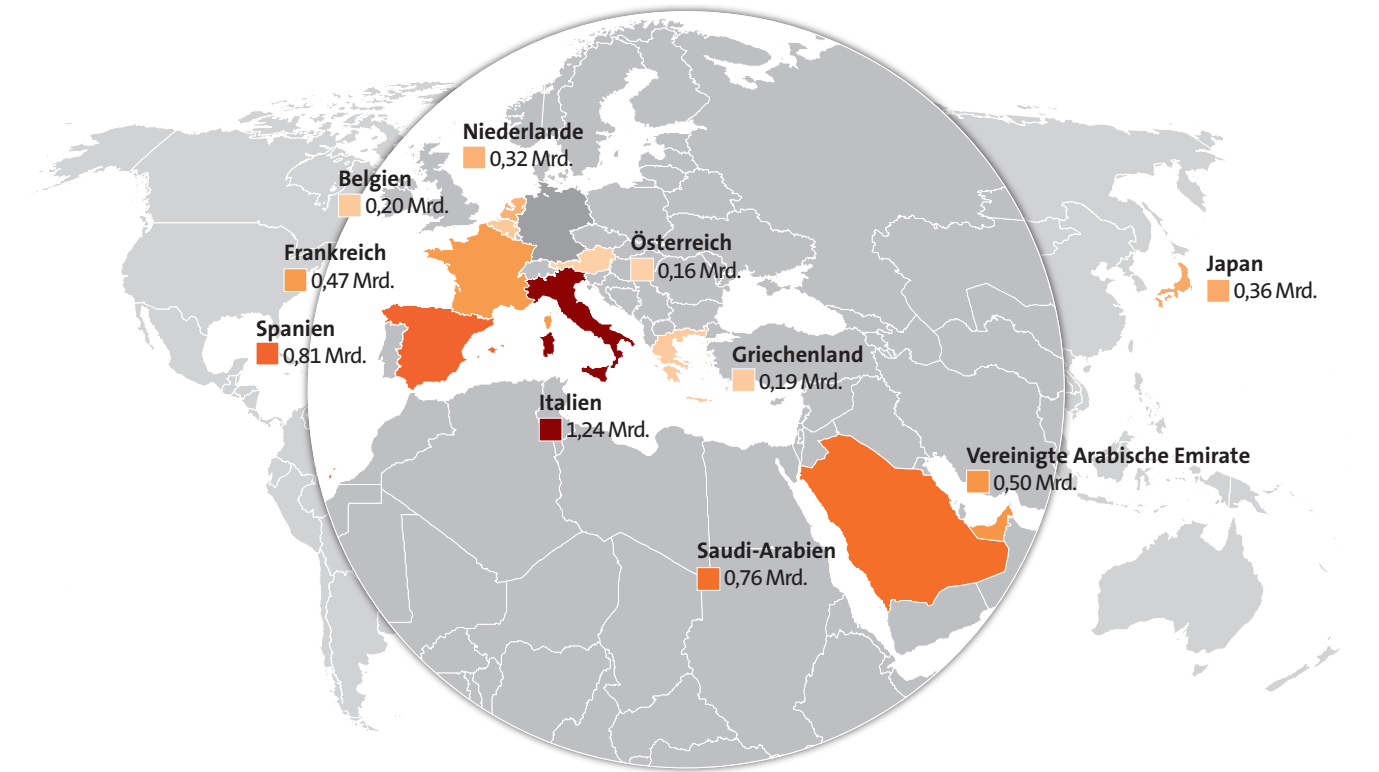 Niederlande
0,32 Mrd.
Belgien
0,20 Mrd.
Frankreich
0,47 Mrd.
Österreich
0,16 Mrd.
Japan
0,36 Mrd.
Spanien
0,81 Mrd.
Griechenland
0,19 Mrd.
Italien
1,24 Mrd.
Vereinigte Arabische Emirate
0,50 Mrd.
Saudi-Arabien
0,76 Mrd.